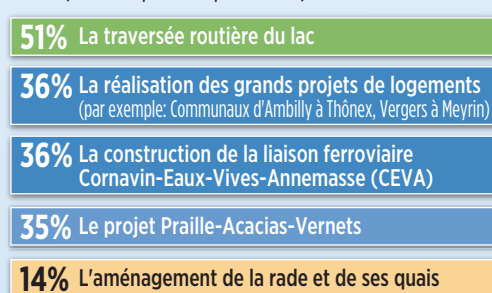 51% La traversée routière du lac
36% La réalisation des grands projets de logements
(par exemple: Communaux d'Ambilly à Thônex, Vergers à Meyrin)
36% La construction de la liaison ferroviaire
Cornavin-Eaux-Vives-Annemasse (CEVA)
35% Le projet Praille-Acacias-Vernets
14% L'aménagement de la rade et de ses quais